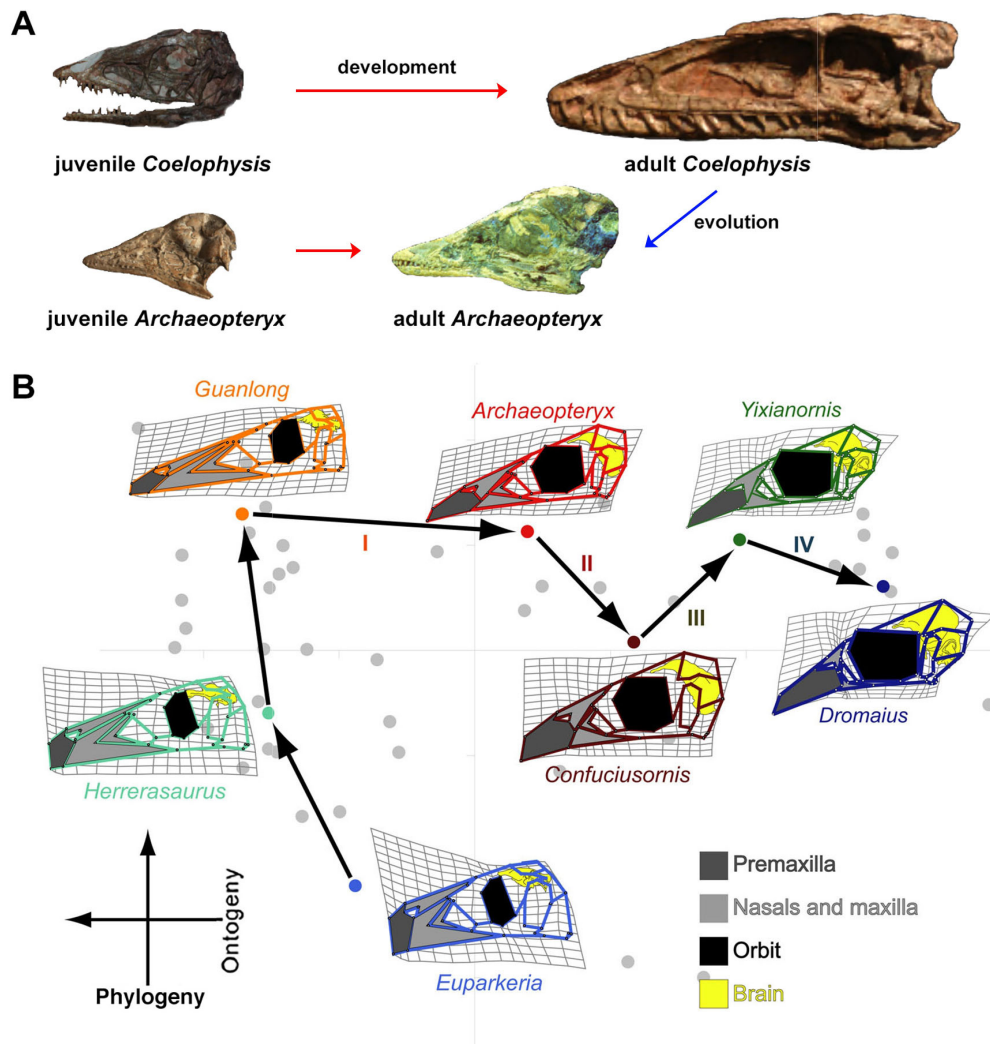 A
development
juvenile Coelophysis
adult Coelophysis
evolution
juvenile Archaeopteryx
adult Archaeopteryx
B
Guanlong
Archaeopteryx
Yixianornis
I
II
III
IV
Herrerasaurus
Confuciusornis
Dromaius
Euparkeria
Ontogeny
Phylogeny
Premaxilla
Nasals and maxilla
Orbit
Brain